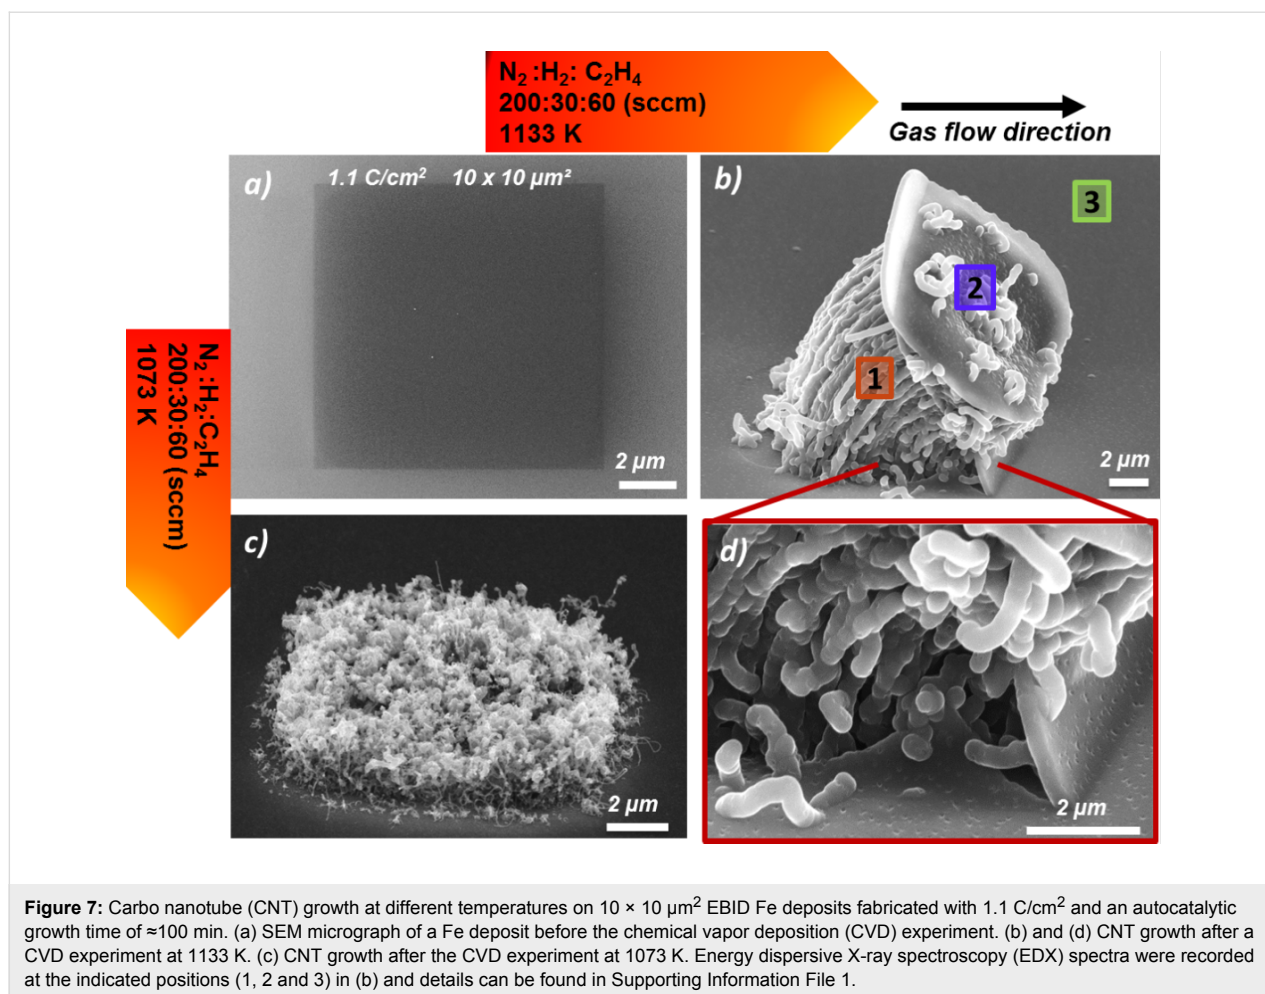 N2 :H2: C2H4
200:30:60 (sccm)
1133 K
Gas flow direction
a)
1.1 C/cm² 10 x 10 µm²
2 µm
b)
3
2
1
2 µm
N2 :H2:C2H4
200:30:60 (sccm)
1073 K
c)
2 µm
d)
2 µm
Figure 7: Carbo nanotube (CNT) growth at different temperatures on 10 × 10 µm² EBID Fe deposits fabricated with 1.1 C/cm² and an autocatalytic
growth time of ≈100 min. (a) SEM micrograph of a Fe deposit before the chemical vapor deposition (CVD) experiment. (b) and (d) CNT growth after a
CVD experiment at 1133 K. (c) CNT growth after the CVD experiment at 1073 K. Energy dispersive X-ray spectroscopy (EDX) spectra were recorded
at the indicated positions (1, 2 and 3) in (b) and details can be found in Supporting Information File 1.